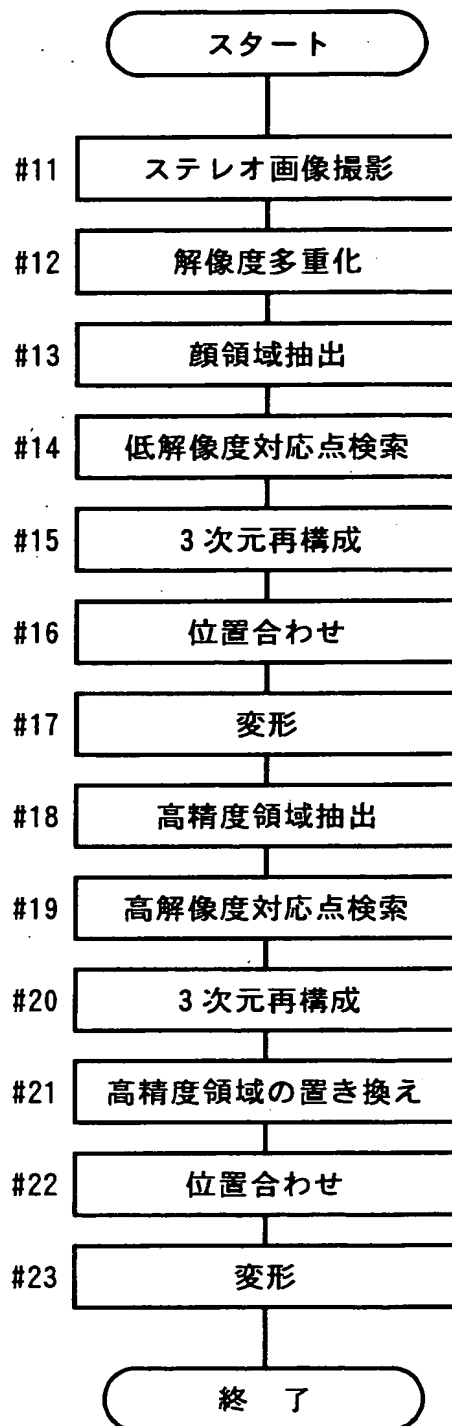 スタート
#11 ステレオ画像撮影
#12 解像度多重化
#13 顔領域抽出
#14 低解像度対応点検索
#15 3次元再構成
#16 位置合わせ
#17 変形
#18 高精度領域抽出
#19 高解像度対応点検索
#20 3次元再構成
#21 高精度領域の置き換え
#22 位置合わせ
#23 変形
終 了